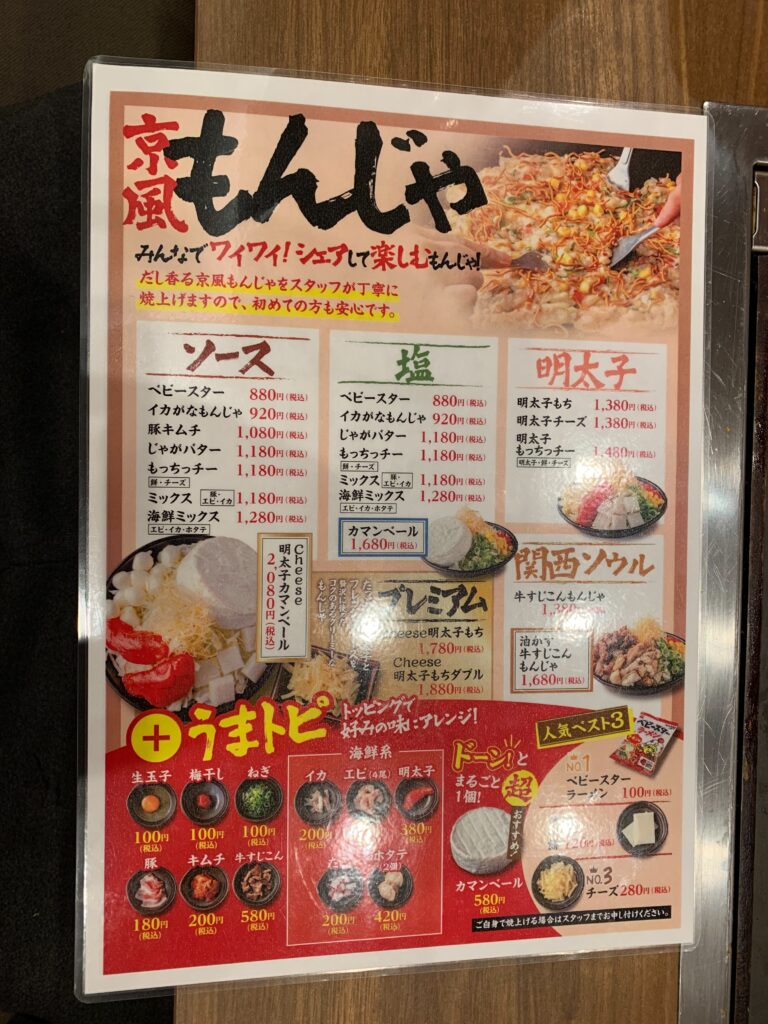 京風もんじゃ
みんなでワイワイ!シェアして楽しむもんじゃ!
だし香る京風もんじゃをスタッフが丁寧に
焼上げますので、初めての方も安心です。
ソース
ベビースター 880円(税込)
イカがなもんじゃ 920円(税込)
豚キムチ 1,080円(税込)
じゃがバター 1,180円(税込)
もっちっチー 1,180円(税込)
餅・チーズ
ミックス 豚・エビ・イカ 1,180円(税込)
海鮮ミックス 1,280円(税込)
エビ・イカ・ホタテ
塩
ベビースター 880円(税込)
イカがなもんじゃ 920円(税込)
じゃがバター 1,180円(税込)
もっちっチー 1,180円(税込)
餅・チーズ
ミックス 豚・エビ・イカ 1,180円(税込)
海鮮ミックス 1,280円(税込)
エビ・イカ・ホタテ
カマンベール
1,680円(税込)
明太子
明太子もち 1,380円(税込)
明太子チーズ 1,380円(税込)
明太子
もっちっチー 1,480円(税込)
明太子・餅・チーズ
Cheese
明太子カマンベール
2,080円(税込)
プレミアム
Cheese明太子もち
1,780円(税込)
Cheese
明太子もちダブル
1,880円(税込)
関西ソウル
牛すじこんもんじゃ
1,380円(税込)
油かす
牛すじこん
もんじゃ
1,680円(税込)
+うまトピ
トッピングで
好みの味にアレンジ!
生玉子 100円(税込)
梅干し 100円(税込)
ねぎ 100円(税込)
豚 180円(税込)
キムチ 200円(税込)
牛すじこん 580円(税込)
海鮮系
イカ 200円
エビ(4尾)
明太子 380円(税込)
200円(税込)
ホタテ(2個) 420円(税込)
ドーン!と
まるごと
1個!
超おすすめ!
カマンベール
580円(税込)
人気ベスト3
ベビースター
ラーメン
NO.1
ベビースター
ラーメン 100円(税込)
NO.3
チーズ 280円(税込)
ご自身で焼上げる場合はスタッフまでお申し付けください。